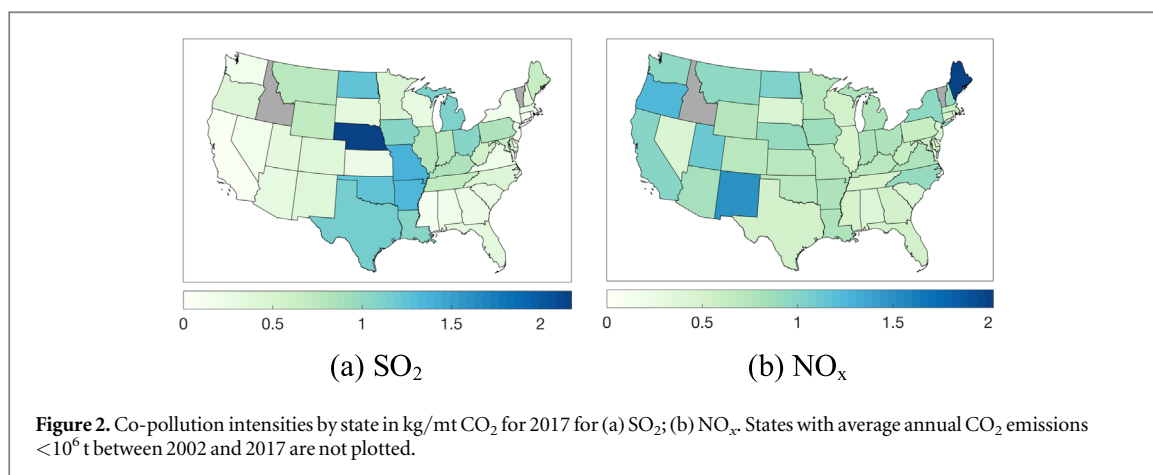 0 0.5 1 1.5 2
0 0.5 1 1.5 2
(a) SO₂ (b) NOₓ
Figure 2. Co-pollution intensities by state in kg/mt CO₂ for 2017 for (a) SO₂; (b) NOₓ. States with average annual CO₂ emissions
<10⁶ t between 2002 and 2017 are not plotted.